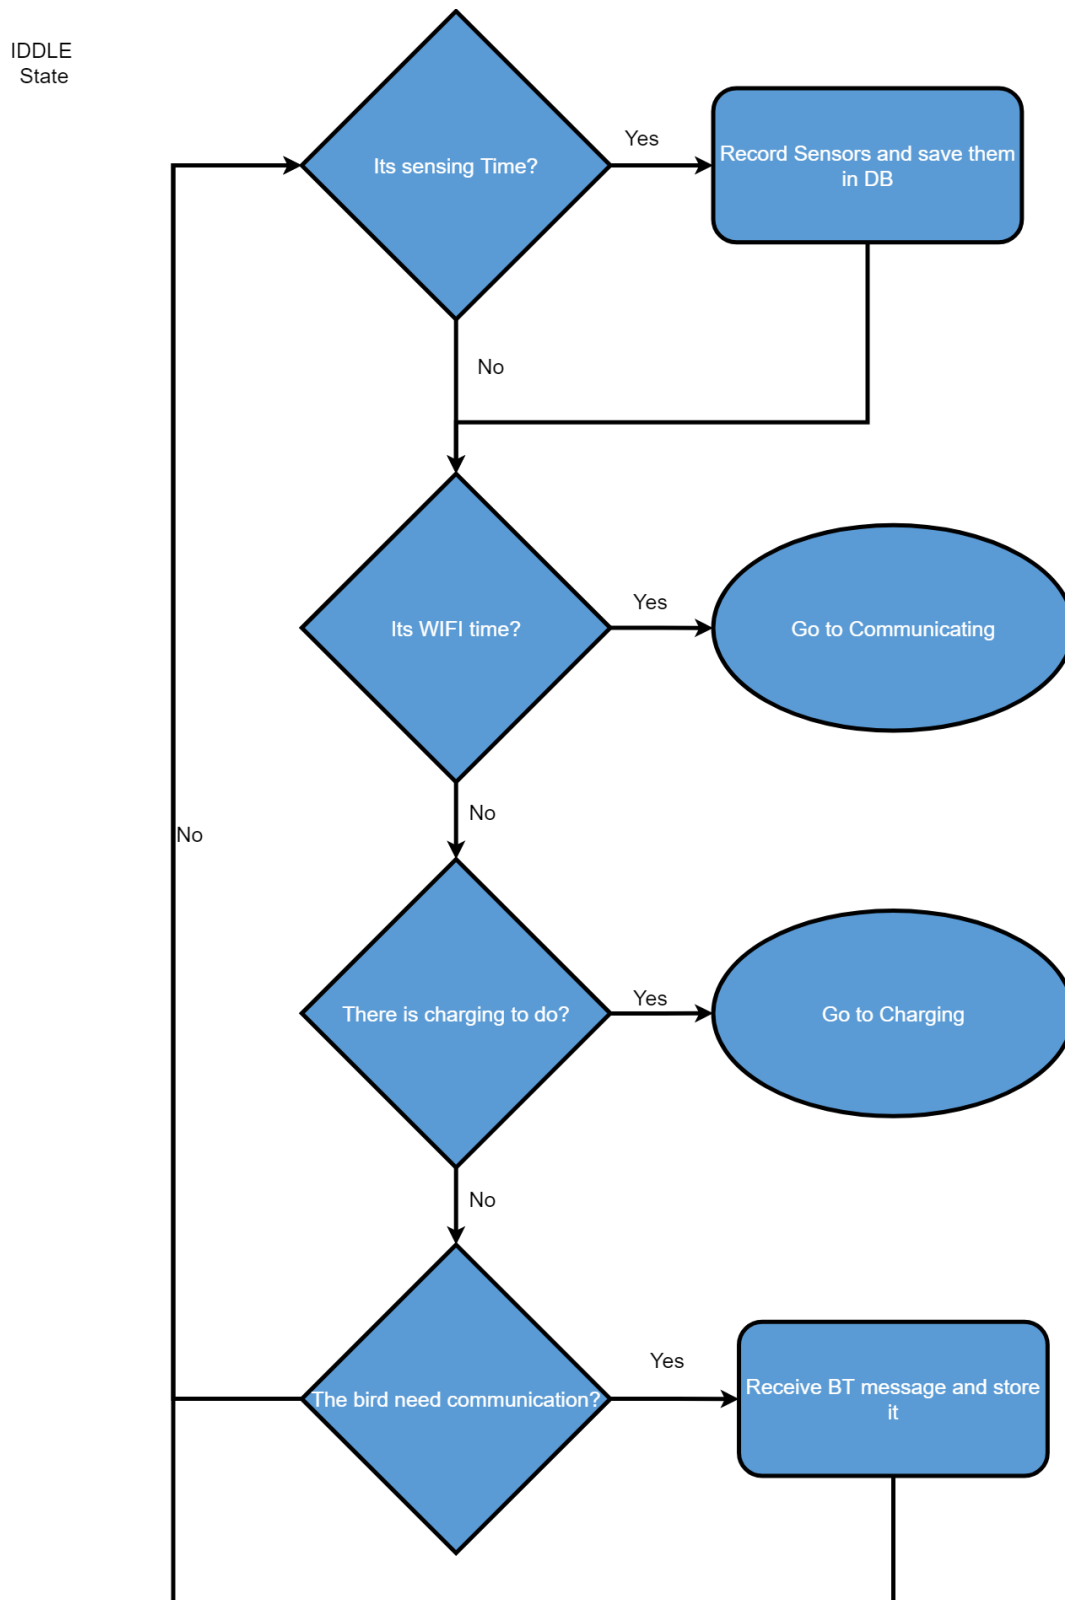 IDDLE
State
Its sensing Time?
Yes
Record Sensors and save them
in DB
No
Its WIFI time?
Yes
Go to Communicating
No
No
There is charging to do?
Yes
Go to Charging
No
The bird need communication?
Yes
Receive BT message and store
it